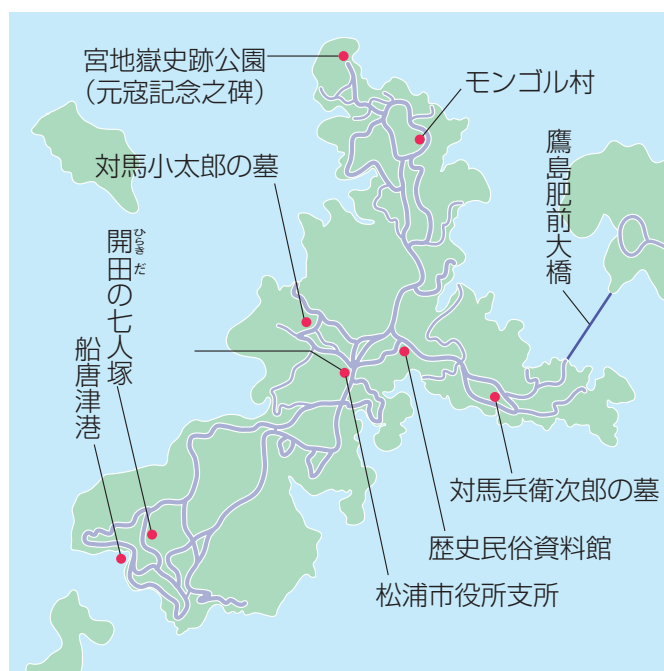 宮地嶽史跡公園
（元寇記念之碑）
モンゴル村
対馬小太郎の墓
鷹島肥前大橋
ひらき だ
開田の七人塚
船唐津港
対馬兵衛次郎の墓
歴史民俗資料館
松浦市役所支所